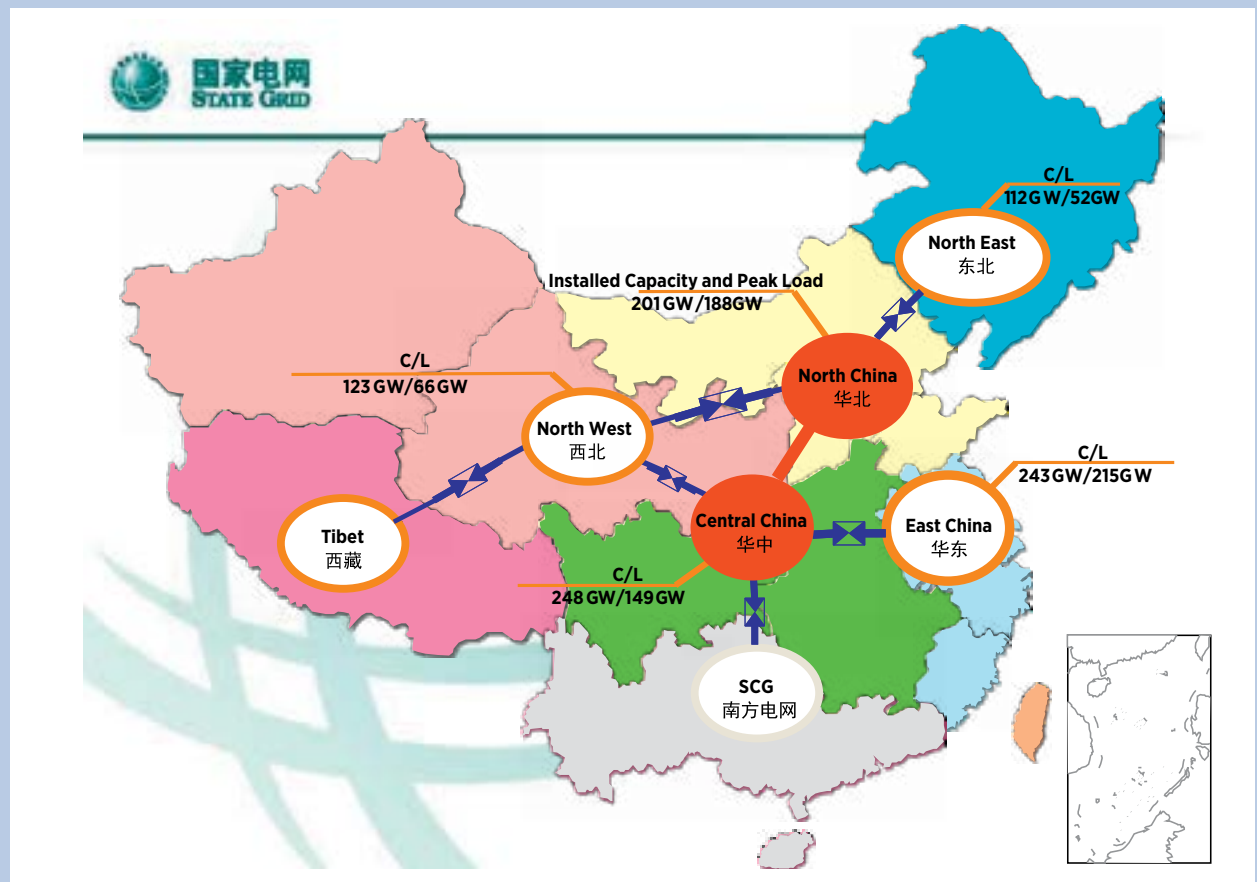 国家电网
STATE GRID
C/L
112GW/52GW
North East
东北
Installed Capacity and Peak Load
201GW/188GW
C/L
123GW/66GW
North China
华北
North West
西北
C/L
243GW/215GW
Tibet
西藏
Central China
华中
East China
华东
C/L
248GW/149GW
SCG
南方电网